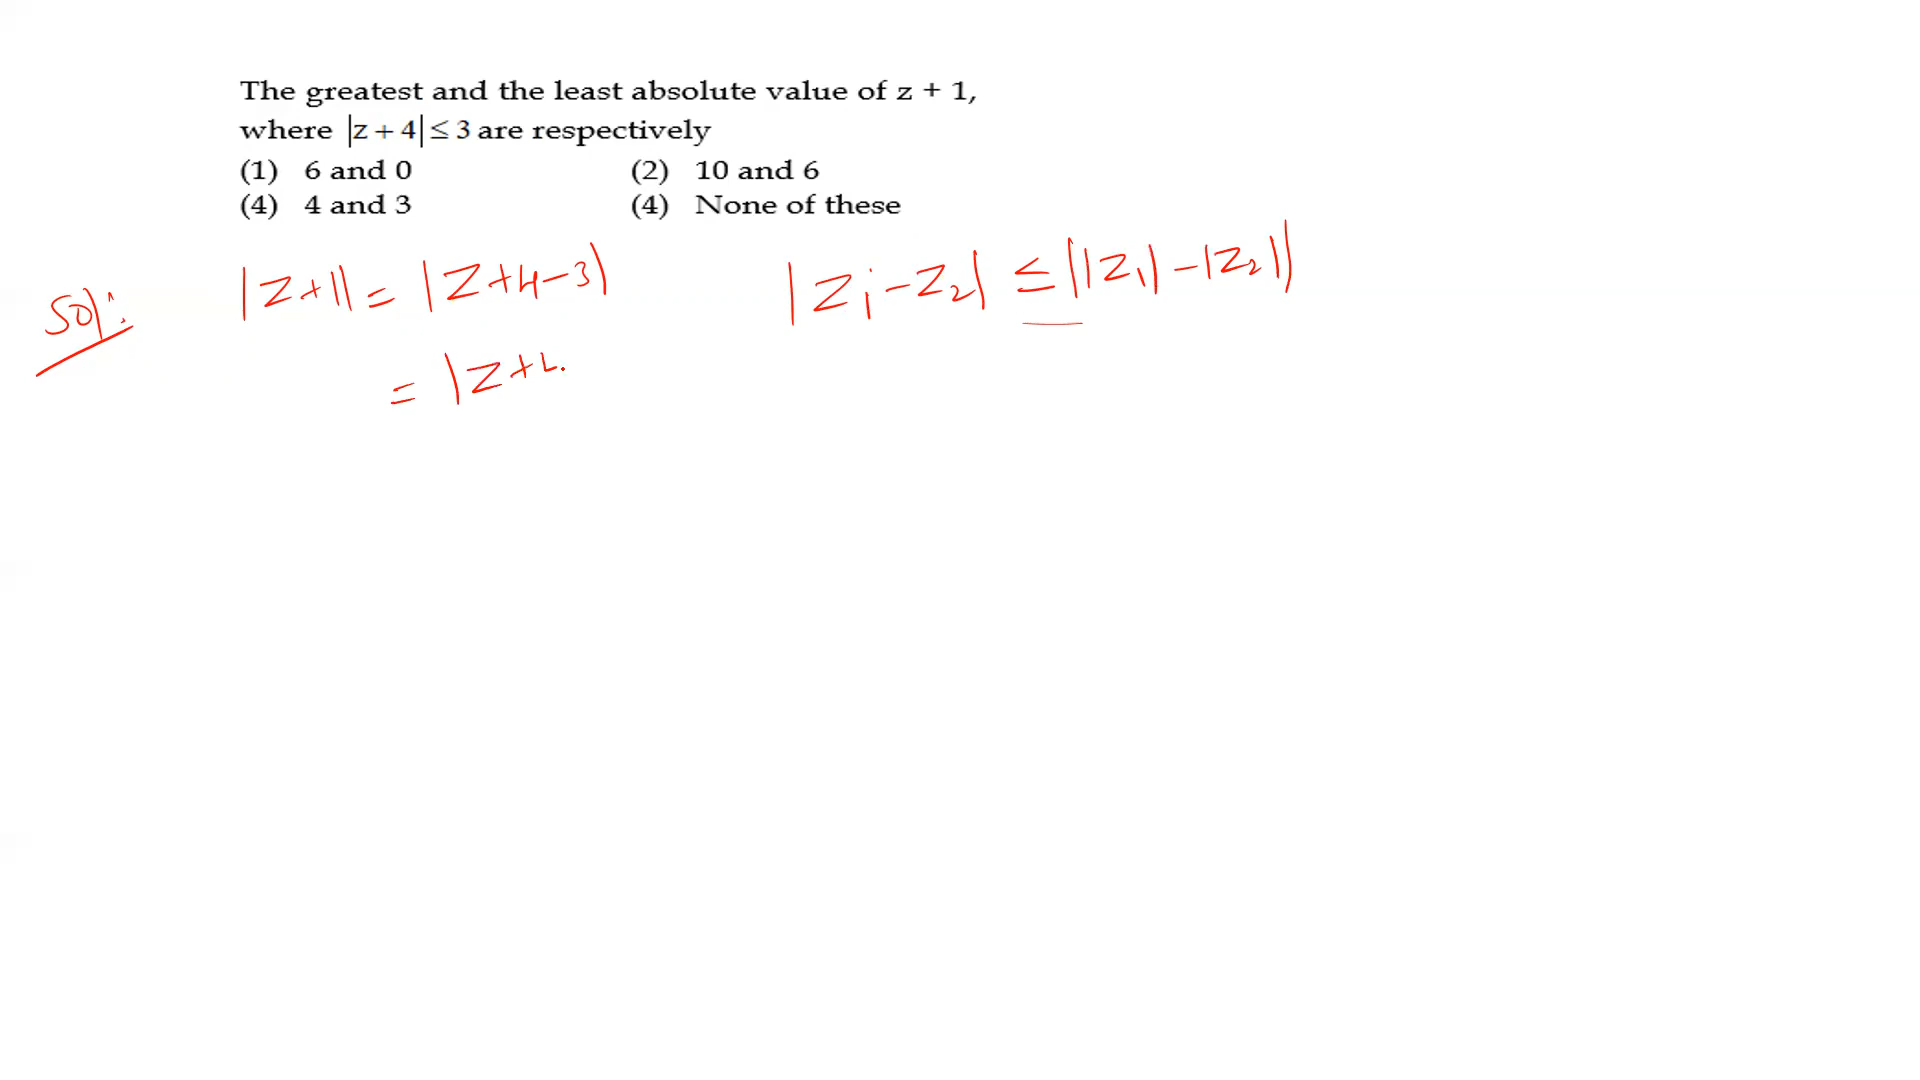 The greatest and the least absolute value of z + 1,
where |z + 4| ≤ 3 are respectively
(1) 6 and 0 (2) 10 and 6
(4) 4 and 3 (4) None of these
Sol: |z+1| = |z+4-3| |z₁-z₂| ≤ ||z₁|-|z₂||
= |z+4.